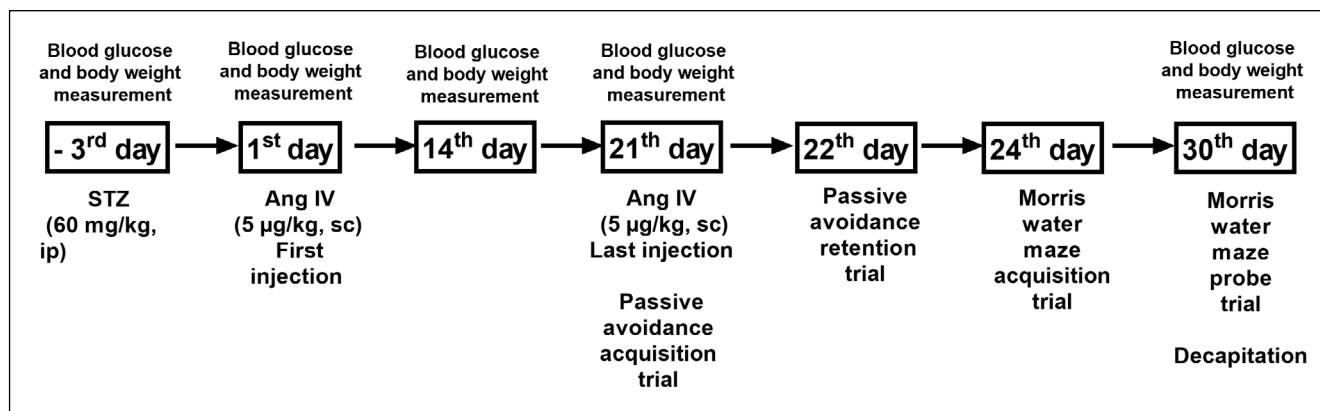 Blood glucose
and body weight
measurement
- 3rd day
STZ
(60 mg/kg,
ip)
Blood glucose
and body weight
measurement
1st day
Ang IV
(5 µg/kg, sc)
First
injection
Blood glucose
and body weight
measurement
14th day
Blood glucose
and body weight
measurement
21th day
Ang IV
(5 µg/kg, sc)
Last injection
Passive
avoidance
acquisition
trial
22th day
Passive
avoidance
retention
trial
24th day
Morris
water
maze
acquisition
trial
Blood glucose
and body weight
measurement
30th day
Morris
water
maze
probe
trial
Decapitation